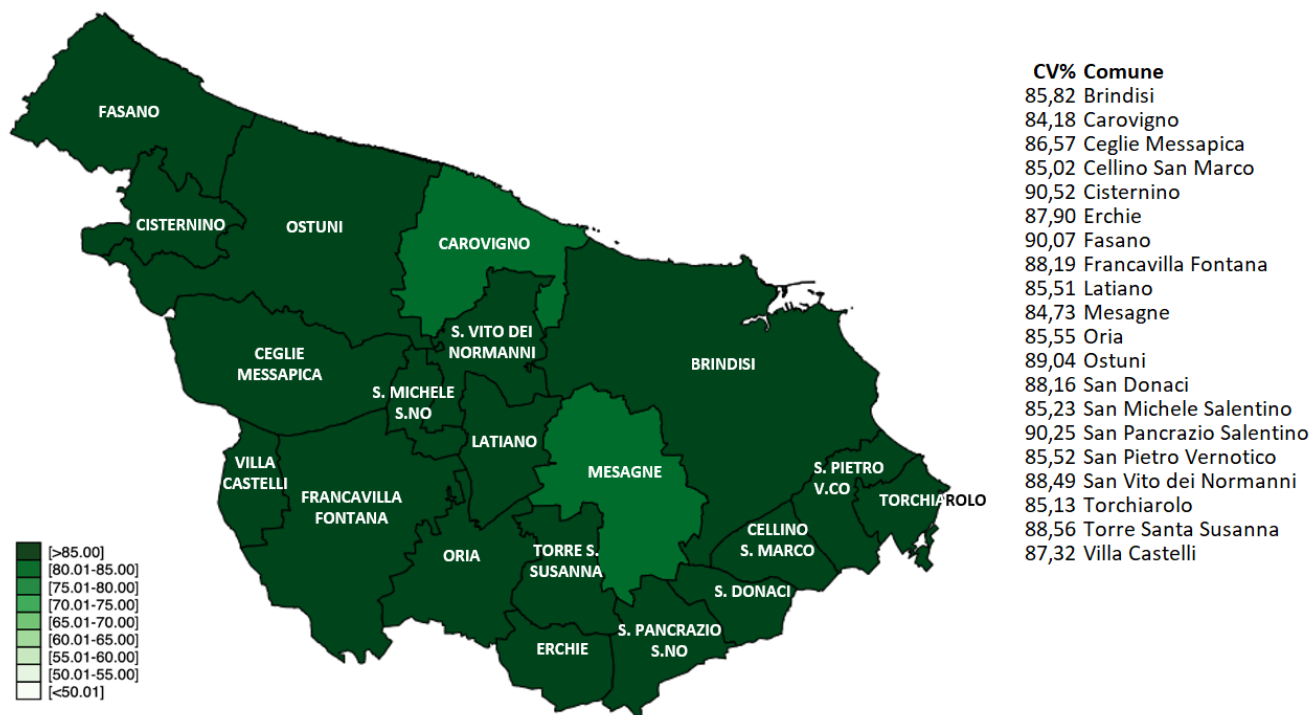 FASANO
CISTERNINO
OSTUNI
CAROVIGNO
S. VITO DEI
NORMANNI
CEGLIE
MESSAPICA
S. MICHELE
S.NO
BRINDISI
LATIANO
MESAGNE
VILLA
CASTELLI
FRANCAVILLA
FONTANA
S. PIETRO
V.CO
TORCHIAROLO
CELLINO
S. MARCO
ORIA
TORRE S.
SUSANNA
S. DONACI
S. PANCRAZIO
S.NO
ERCHIE
[>85.00]
[80.01-85.00]
[75.01-80.00]
[70.01-75.00]
[65.01-70.00]
[60.01-65.00]
[55.01-60.00]
[50.01-55.00]
[<50.01]
CV% Comune
85,82 Brindisi
84,18 Carovigno
86,57 Ceglie Messapica
85,02 Cellino San Marco
90,52 Cisternino
87,90 Erchie
90,07 Fasano
88,19 Francavilla Fontana
85,51 Latiano
84,73 Mesagne
85,55 Oria
89,04 Ostuni
88,16 San Donaci
85,23 San Michele Salentino
90,25 San Pancrazio Salentino
85,52 San Pietro Vernotico
88,49 San Vito dei Normanni
85,13 Torchiarolo
88,56 Torre Santa Susanna
87,32 Villa Castelli